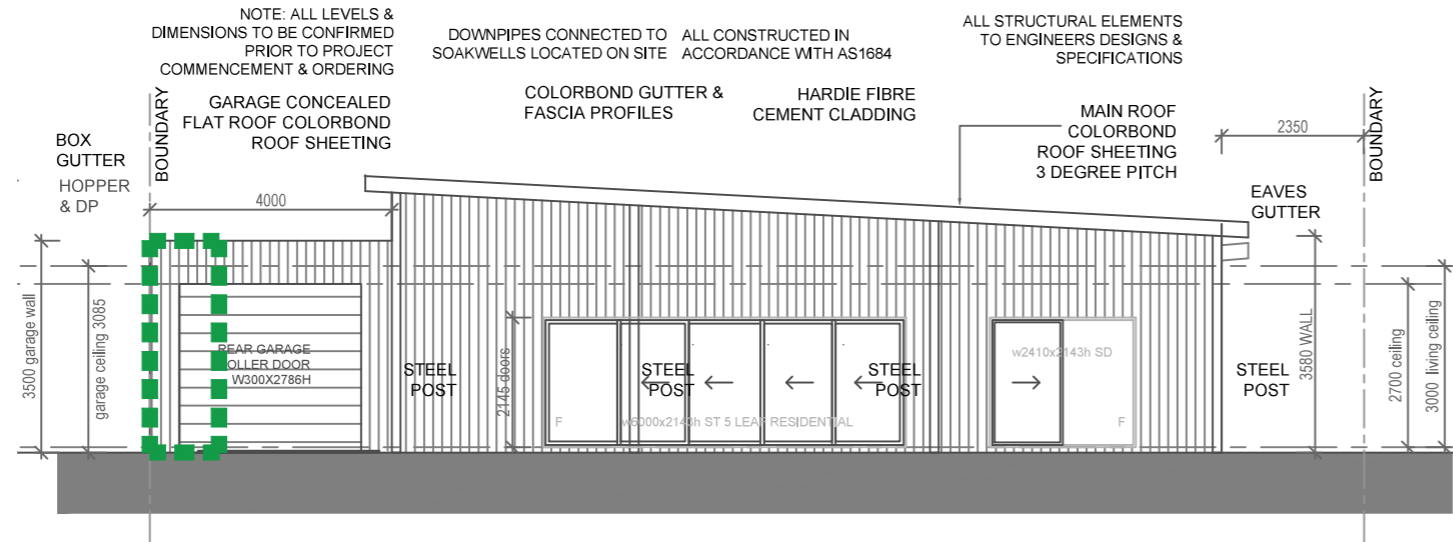 NOTE: ALL LEVELS &
DIMENSIONS TO BE CONFIRMED
PRIOR TO PROJECT
COMMENCEMENT & ORDERING
DOWNPIPES CONNECTED TO
SOAKWELLS LOCATED ON SITE
ALL CONSTRUCTED IN
ACCORDANCE WITH AS1684
ALL STRUCTURAL ELEMENTS
TO ENGINEERS DESIGNS &
SPECIFICATIONS
GARAGE CONCEALED
FLAT ROOF COLORBOND
ROOF SHEETING
COLORBOND GUTTER &
FASCIA PROFILES
HARDIE FIBRE
CEMENT CLADDING
MAIN ROOF
COLORBOND
ROOF SHEETING
3 DEGREE PITCH
BOUNDARY
2350
BOUNDARY
BOX
GUTTER
HOPPER
& DP
4000
EAVES
GUTTER
3500 garage wall
garage ceiling 3085
REAR GARAGE
OLLER DOOR
W300X2786H
STEEL
POST
2145 doors
STEEL
POST
STEEL
POST
F
w6000x2143h ST 5 LEAF RESIDENTIAL
w2410x2143h SD
F
STEEL
POST
3580 WALL
2700 ceiling
3000 living ceiling